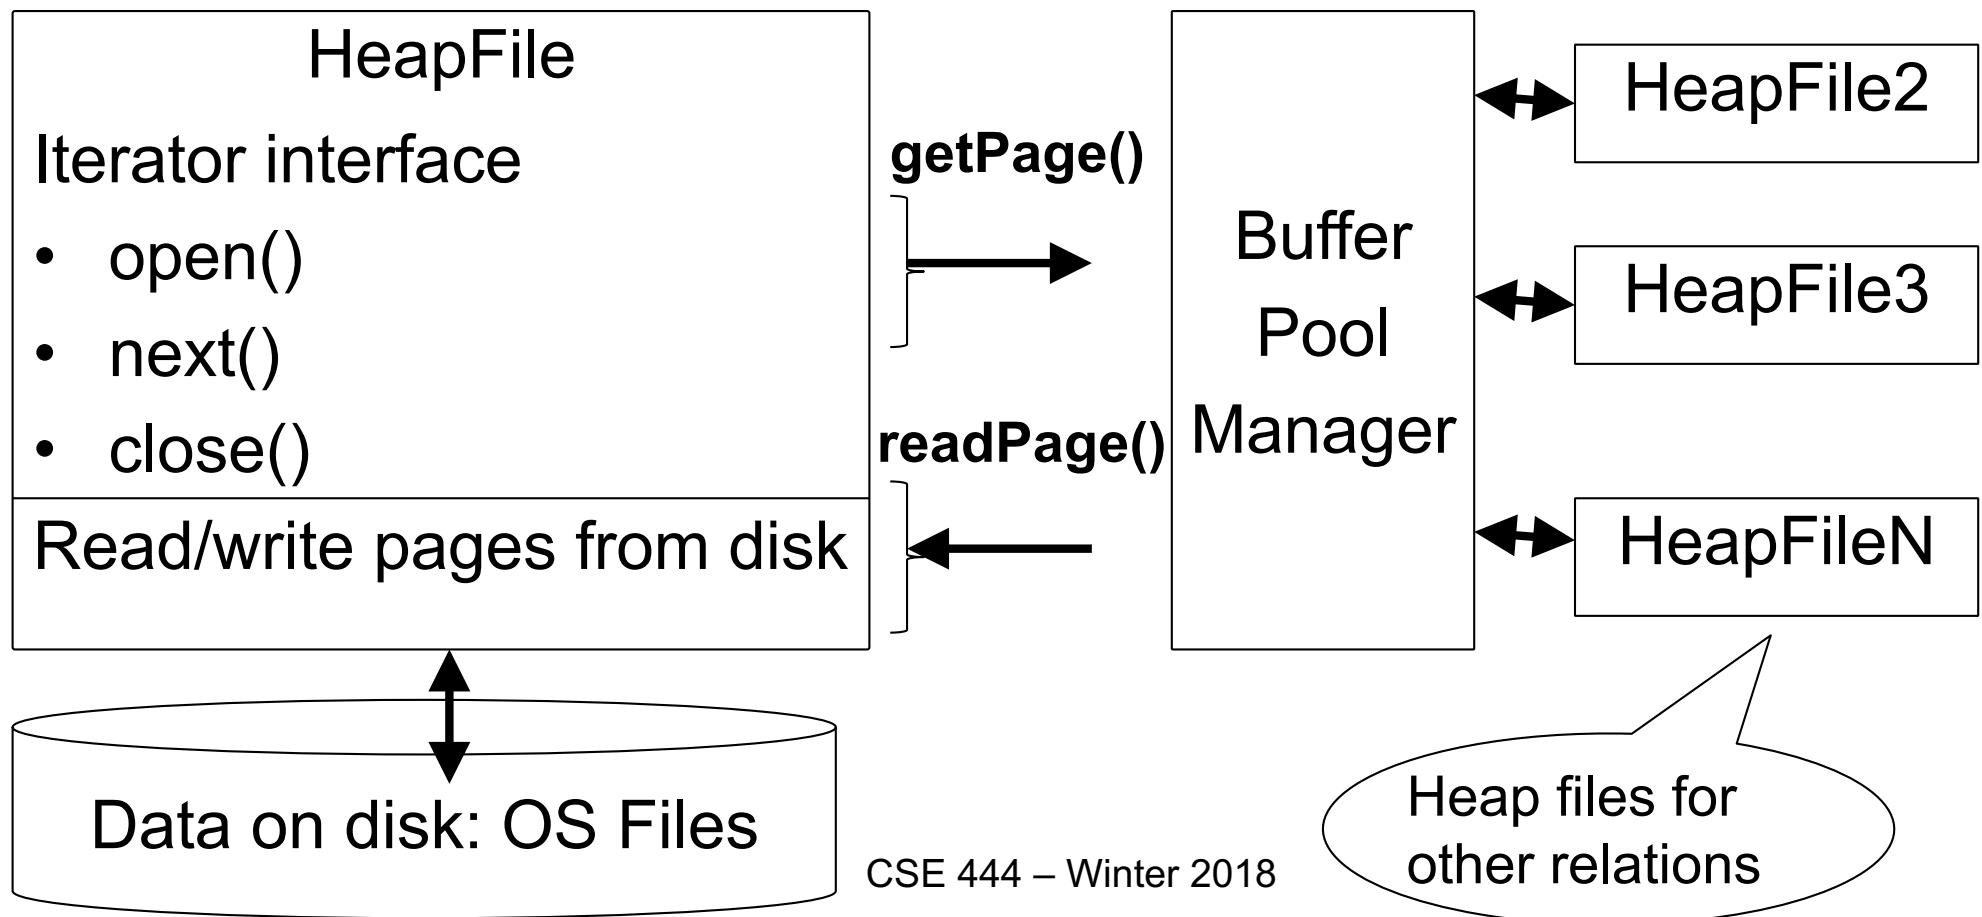 HeapFile
Iterator interface
• open()
• next()
• close()
Read/write pages from disk
Data on disk: OS Files
getPage()
readPage()
Buffer
Pool
Manager
HeapFile2
HeapFile3
HeapFileN
Heap files for
other relations
CSE 444 – Winter 2018